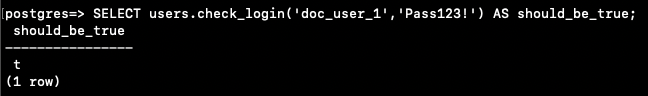 postgres=> SELECT users.check_login('doc_user_1','Pass123!') AS should_be_true;
 should_be_true
----------------
 t
(1 row)